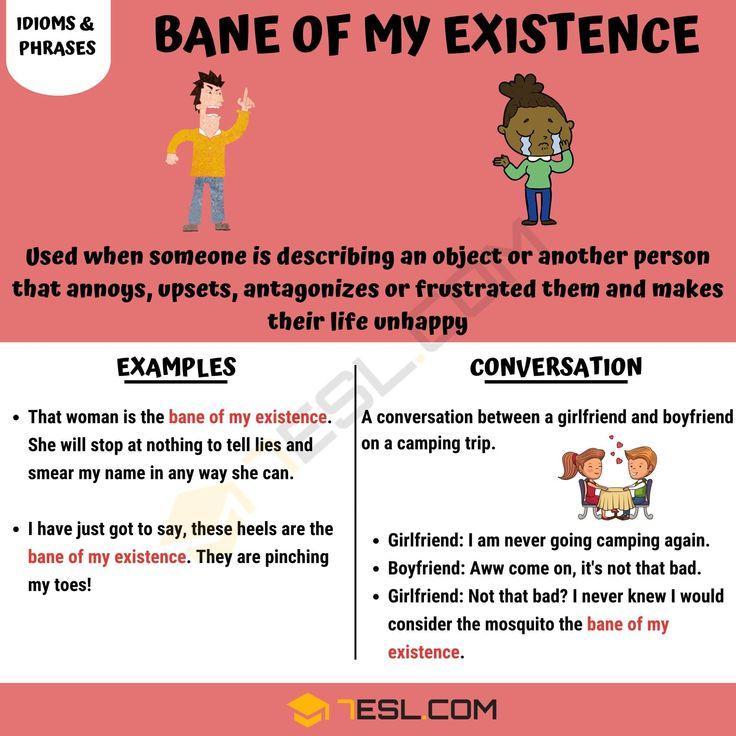 IDIOMS &
PHRASES
BANE OF MY EXISTENCE
Used when someone is describing an object or another person
that annoys, upsets, antagonizes or frustrated them and makes
their life unhappy
EXAMPLES
• That woman is the bane of my existence.
She will stop at nothing to tell lies and
smear my name in any way she can.
• I have just got to say, these heels are the
bane of my existence. They are pinching
my toes!
CONVERSATION
A conversation between a girlfriend and boyfriend
on a camping trip.
• Girlfriend: I am never going camping again.
• Boyfriend: Aww come on, it's not that bad.
• Girlfriend: Not that bad? I never knew I would
consider the mosquito the bane of my
existence.
7ESL.COM
7ESL.COM